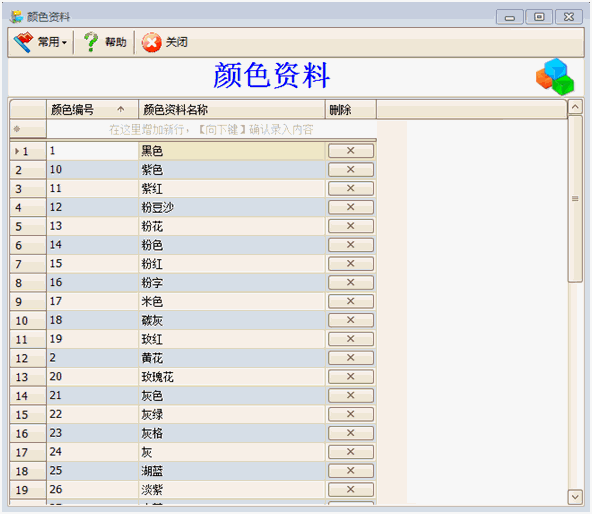 颜色资料
常用 帮助 关闭
颜色资料
颜色编号 颜色资料名称 删除
在这里增加新行，【向下键】确认录入内容
1 1 黑色
2 10 紫色
3 11 紫红
4 12 粉豆沙
5 13 粉花
6 14 粉色
7 15 粉红
8 16 粉字
9 17 米色
10 18 碳灰
11 19 玫红
12 2 黄花
13 20 玫瑰花
14 21 灰色
15 22 灰绿
16 23 灰格
17 24 灰
18 25 湖蓝
19 26 淡紫